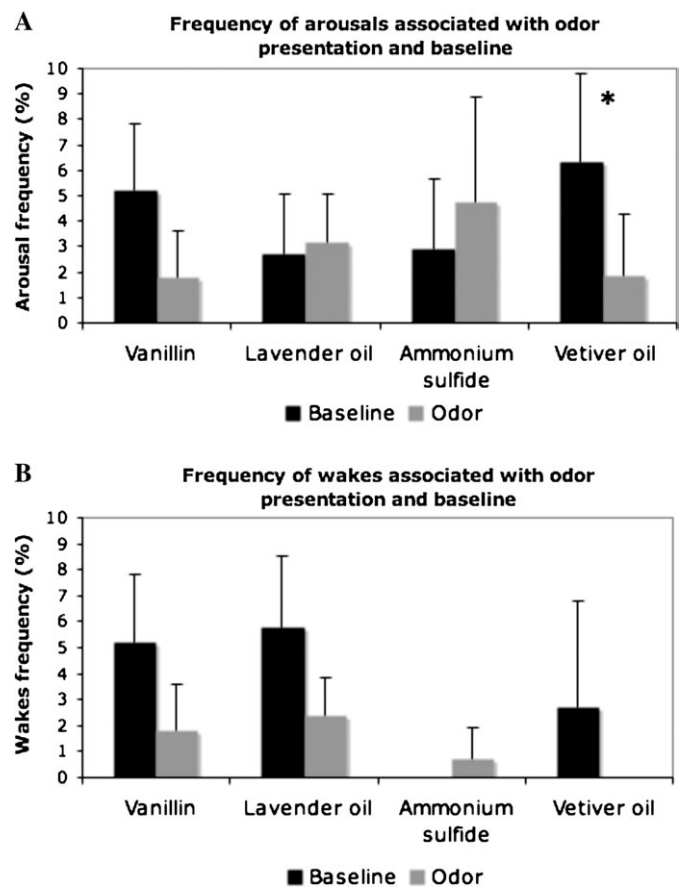 A
Frequency of arousals associated with odor
presentation and baseline
Arousal frequency (%)
10
9
8
7
6
5
4
3
2
1
0
*
Vanillin Lavender oil Ammonium sulfide Vetiver oil
Baseline Odor
B
Frequency of wakes associated with odor
presentation and baseline
Wakes frequency (%)
10
9
8
7
6
5
4
3
2
1
0
Vanillin Lavender oil Ammonium sulfide Vetiver oil
Baseline Odor